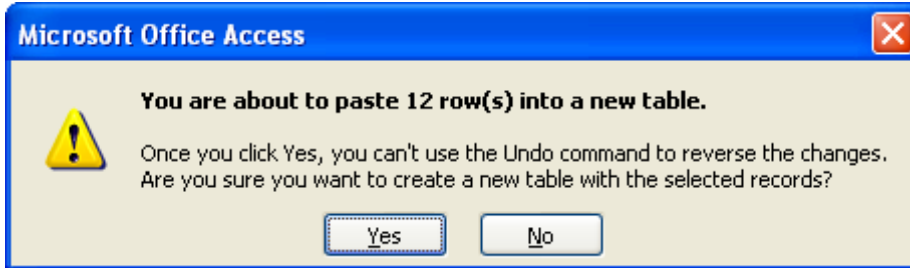 Microsoft Office Access
You are about to paste 12 row(s) into a new table.
Once you click Yes, you can't use the Undo command to reverse the changes.
Are you sure you want to create a new table with the selected records?
Yes No